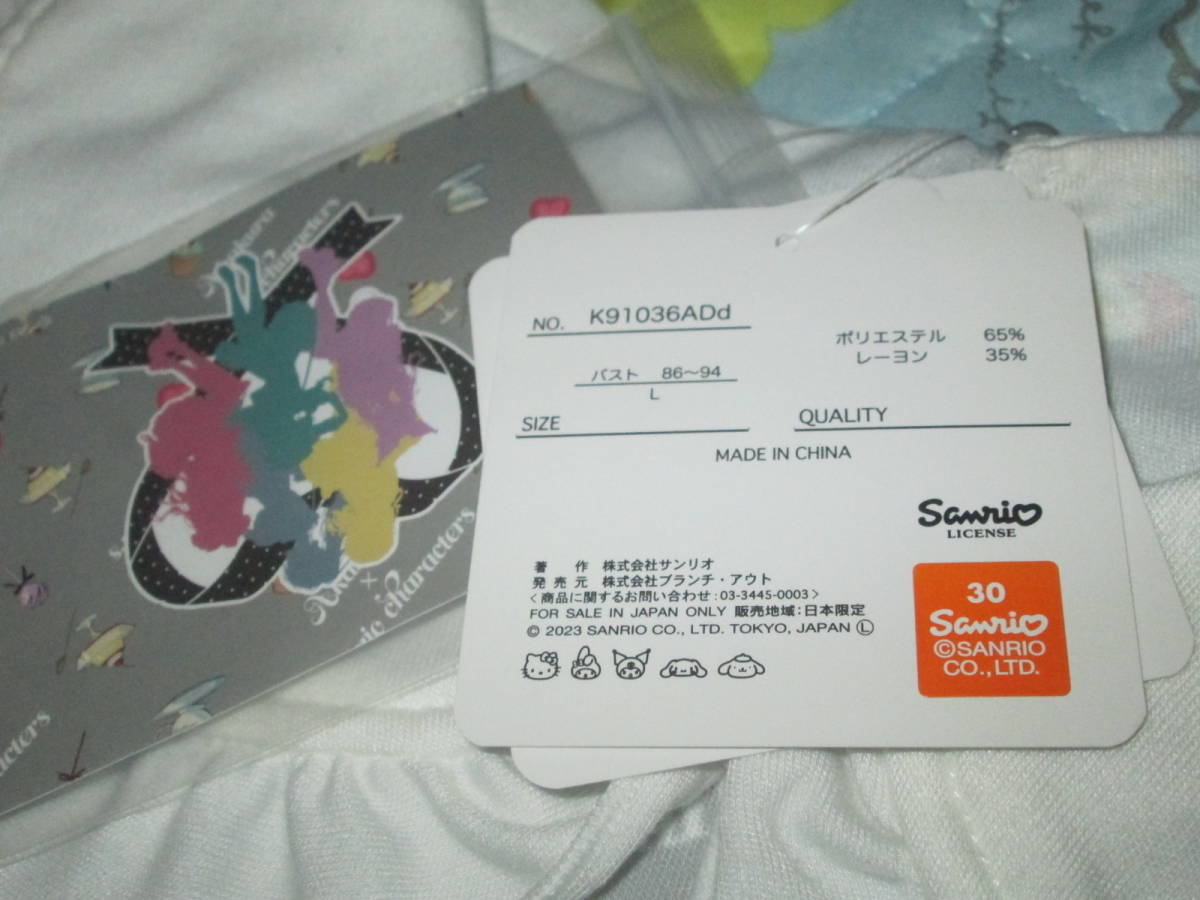 characters
characters
characters
NO. K91036ADd
バスト 86～94
L
SIZE
ポリエステル 65%
レーヨン 35%
QUALITY
MADE IN CHINA
Sanrio
LICENSE
著 作 株式会社サンリオ
発 売 元 株式会社ブランチ・アウト
<商品に関するお問い合わせ:03-3445-0003>
FOR SALE IN JAPAN ONLY 販売地域:日本限定
© 2023 SANRIO CO., LTD. TOKYO, JAPAN Ⓛ
30
Sanrio
©SANRIO
CO.,LTD.